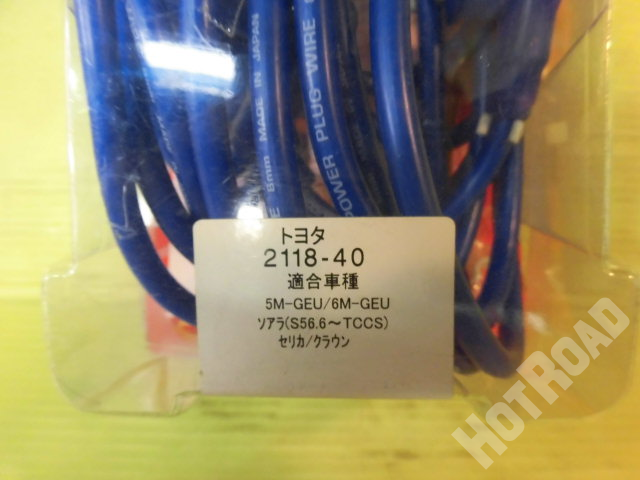 8mm MADE IN JAPAN
POWER PLUG WIRE
トヨタ
2118-40
適合車種
5M-GEU/6M-GEU
ソアラ(S56.6～TCCS)
セリカ/クラウン
HOTROAD